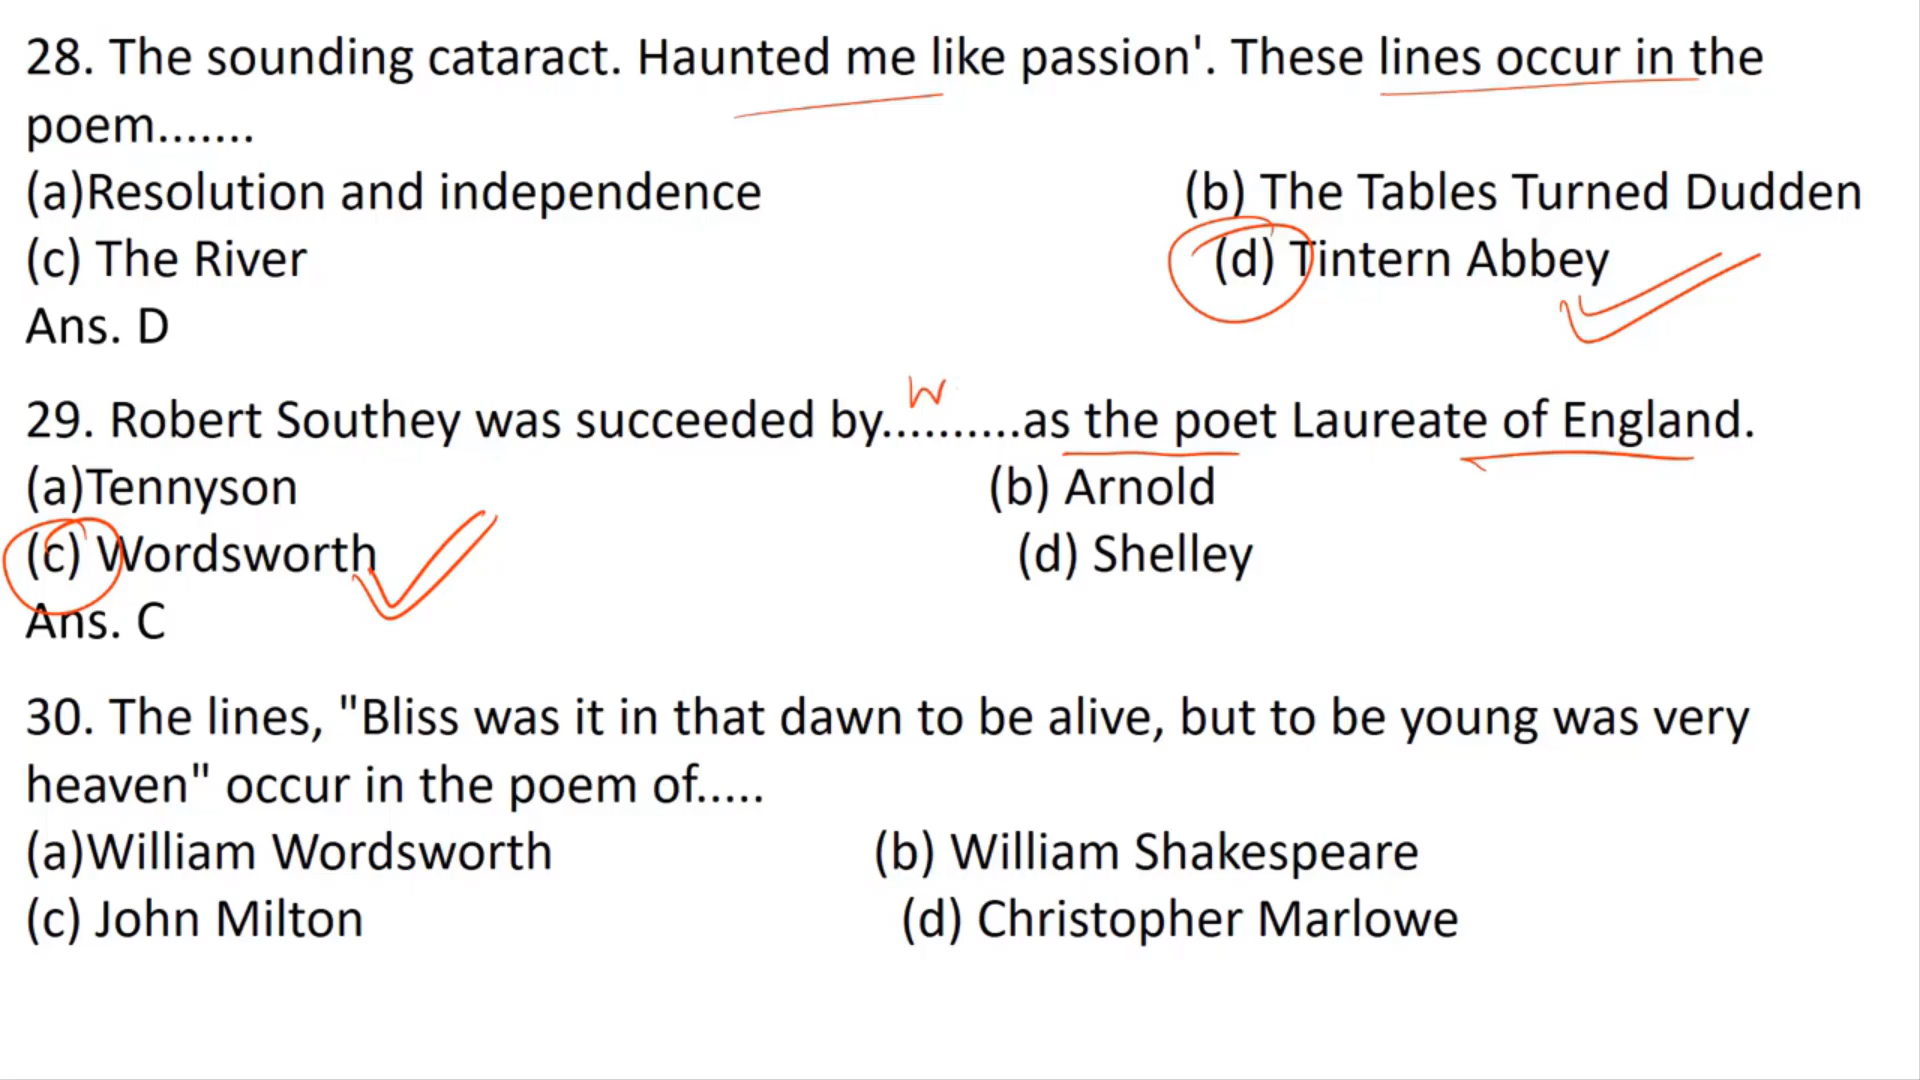 28. The sounding cataract. Haunted me like passion'. These lines occur in the
poem.......
(a)Resolution and independence (b) The Tables Turned Dudden
(c) The River (d) Tintern Abbey
Ans. D
W
29. Robert Southey was succeeded by..........as the poet Laureate of England.
(a)Tennyson (b) Arnold
(c) Wordsworth (d) Shelley
Ans. C
30. The lines, "Bliss was it in that dawn to be alive, but to be young was very
heaven" occur in the poem of.....
(a)William Wordsworth (b) William Shakespeare
(c) John Milton (d) Christopher Marlowe